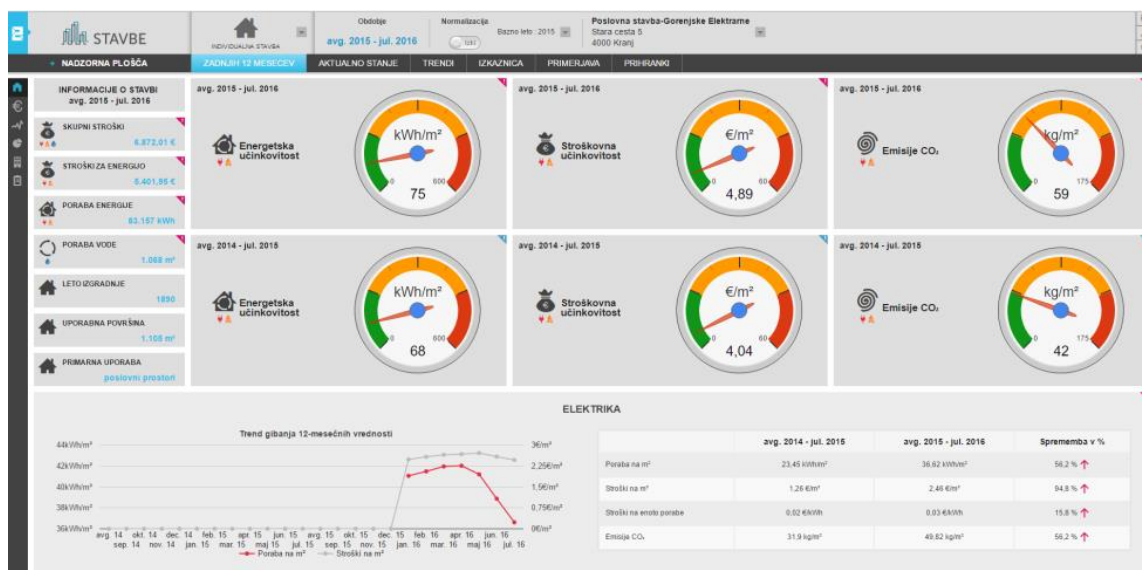 STAVBE
INDIVIDUALNA STAVBA
Obdobje
avg. 2015 - jul. 2016
Normalizacija
Bazno leto : 2015
Poslovna stavba-Gorenjske Elektrarne
Stara cesta 5
4000 Kranj
NADZORNA PLOŠČA
ZADNJIH 12 MESECEV
AKTUALNO STANJE
TRENDI
IZKAZNICA
PRIMERJAVA
PRIHRANKI
INFORMACIJE O STAVBI
avg. 2015 - jul. 2016
SKUPNI STROŠKI
6.872,01 €
STROŠKI ZA ENERGIJO
5.401,95 €
PORABA ENERGIJE
83.157 kWh
PORABA VODE
1.068 m³
LETO IZGRADNJE
1890
UPORABNA POVRŠINA
1.105 m²
PRIMARNA UPORABA
poslovni prostori
avg. 2015 - jul. 2016
Energetska
učinkovitost
kWh/m²
0
600
75
avg. 2015 - jul. 2016
Stroškovna
učinkovitost
€/m²
0
60
4,89
avg. 2015 - jul. 2016
Emisije CO₂
kg/m²
0
175
59
avg. 2014 - jul. 2015
Energetska
učinkovitost
kWh/m²
0
600
68
avg. 2014 - jul. 2015
Stroškovna
učinkovitost
€/m²
0
60
4,04
avg. 2014 - jul. 2015
Emisije CO₂
kg/m²
0
175
42
ELEKTRIKA
Trend gibanja 12-mesečnih vrednosti
44kWh/m²
42kWh/m²
40kWh/m²
38kWh/m²
36kWh/m²
3€/m²
2,25€/m²
1,5€/m²
0,75€/m²
0€/m²
avg. 14 okt. 14 dec. 14 feb. 15 apr. 15 jun. 15 avg. 15 okt. 15 dec. 15 feb. 16 apr. 16 jun. 16
sep. 14 nov. 14 jan. 15 mar. 15 maj 15 jul. 15 sep. 15 nov. 15 jan. 16 mar. 16 maj 16 jul. 16
Poraba na m² Stroški na m²
avg. 2014 - jul. 2015 avg. 2015 - jul. 2016 Sprememba v %
Poraba na m² 23,45 kWh/m² 36,62 kWh/m² 56,2 %
Stroški na m² 1,26 €/m² 2,46 €/m² 94,8 %
Stroški na enoto porabe 0,02 €/kWh 0,03 €/kWh 15,8 %
Emisije CO₂ 31,9 kg/m² 49,82 kg/m² 56,2 %